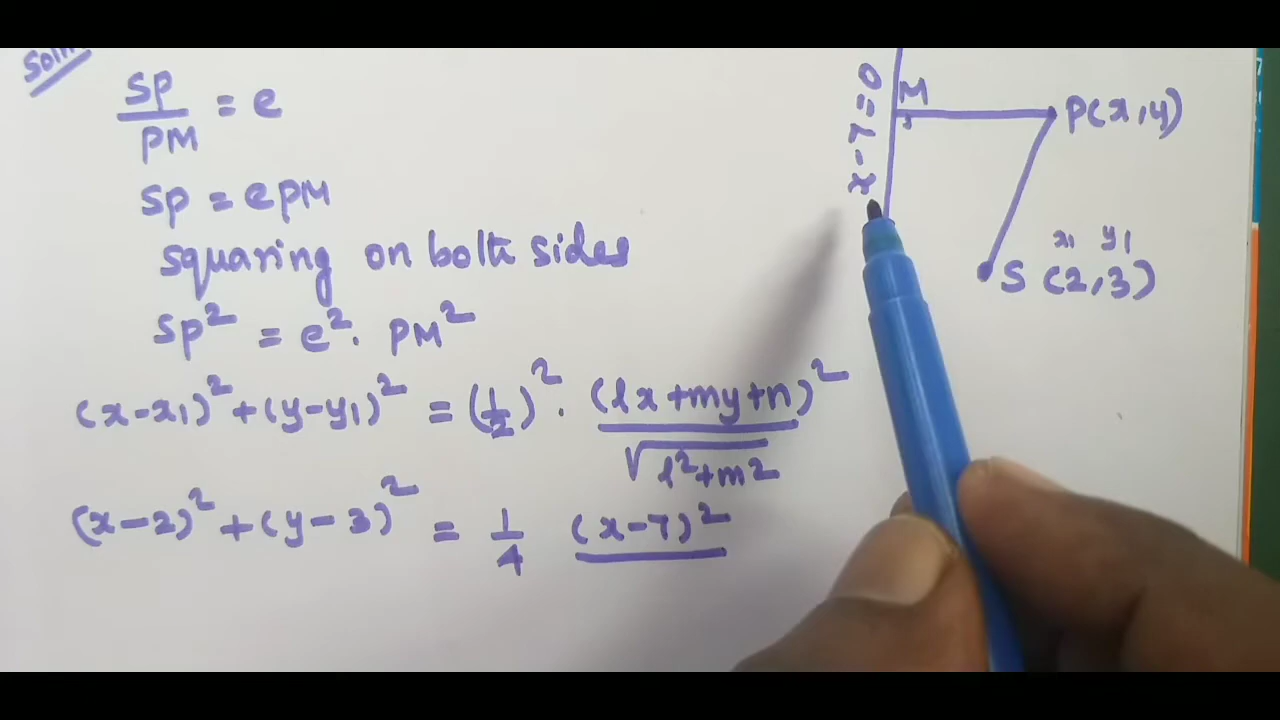 Soln
SP/PM = e
SP = ePM
squaring on both sides
SP² = e². PM²
(x-x₁)²+(y-y₁)² = (1/2)². (lx+my+n)²/√l²+m²
(x-2)²+(y-3)² = 1/4 (x-7)²
x-7=0
M
P(x,y)
x₁ y₁
S (2,3)